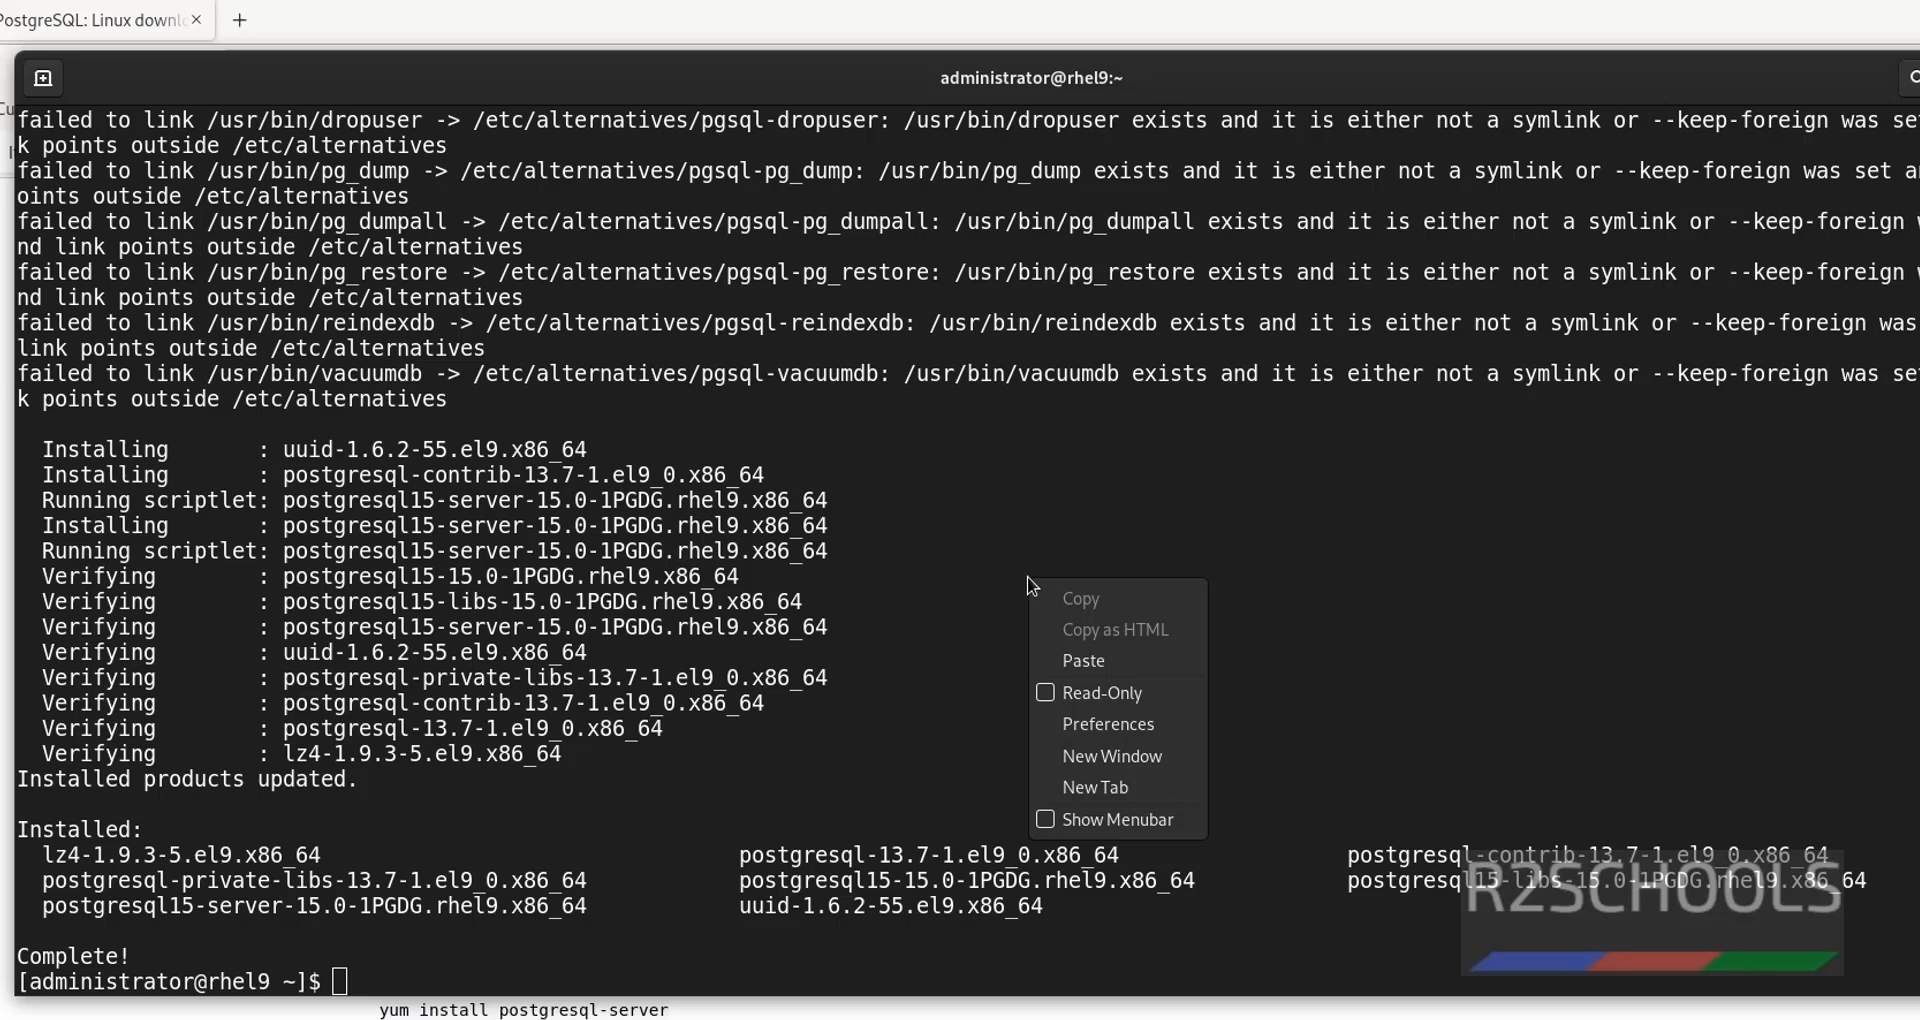 PostgreSQL: Linux downl × +
administrator@rhel9:~
Cu
failed to link /usr/bin/dropuser -> /etc/alternatives/pgsql-dropuser: /usr/bin/dropuser exists and it is either not a symlink or --keep-foreign was set
k points outside /etc/alternatives
failed to link /usr/bin/pg_dump -> /etc/alternatives/pgsql-pg_dump: /usr/bin/pg_dump exists and it is either not a symlink or --keep-foreign was set a
oints outside /etc/alternatives
failed to link /usr/bin/pg_dumpall -> /etc/alternatives/pgsql-pg_dumpall: /usr/bin/pg_dumpall exists and it is either not a symlink or --keep-foreign w
nd link points outside /etc/alternatives
failed to link /usr/bin/pg_restore -> /etc/alternatives/pgsql-pg_restore: /usr/bin/pg_restore exists and it is either not a symlink or --keep-foreign w
nd link points outside /etc/alternatives
failed to link /usr/bin/reindexdb -> /etc/alternatives/pgsql-reindexdb: /usr/bin/reindexdb exists and it is either not a symlink or --keep-foreign was
link points outside /etc/alternatives
failed to link /usr/bin/vacuumdb -> /etc/alternatives/pgsql-vacuumdb: /usr/bin/vacuumdb exists and it is either not a symlink or --keep-foreign was set
k points outside /etc/alternatives
Installing : uuid-1.6.2-55.el9.x86_64
Installing : postgresql-contrib-13.7-1.el9_0.x86_64
Running scriptlet: postgresql15-server-15.0-1PGDG.rhel9.x86_64
Installing : postgresql15-server-15.0-1PGDG.rhel9.x86_64
Running scriptlet: postgresql15-server-15.0-1PGDG.rhel9.x86_64
Verifying : postgresql15-15.0-1PGDG.rhel9.x86_64
Verifying : postgresql15-libs-15.0-1PGDG.rhel9.x86_64
Verifying : postgresql15-server-15.0-1PGDG.rhel9.x86_64
Verifying : uuid-1.6.2-55.el9.x86_64
Verifying : postgresql-private-libs-13.7-1.el9_0.x86_64
Verifying : postgresql-contrib-13.7-1.el9_0.x86_64
Verifying : postgresql-13.7-1.el9_0.x86_64
Verifying : lz4-1.9.3-5.el9.x86_64
Installed products updated.
Copy
Copy as HTML
Paste
Read-Only
Preferences
New Window
New Tab
Show Menubar
Installed:
lz4-1.9.3-5.el9.x86_64 postgresql-13.7-1.el9_0.x86_64 postgresql-contrib-13.7-1.el9_0.x86_64
postgresql-private-libs-13.7-1.el9_0.x86_64 postgresql15-15.0-1PGDG.rhel9.x86_64 postgresql15-libs-15.0-1PGDG.rhel9.x86_64
postgresql15-server-15.0-1PGDG.rhel9.x86_64 uuid-1.6.2-55.el9.x86_64
R2SCHOOLS
Complete!
[administrator@rhel9 ~]$
yum install postgresql-server